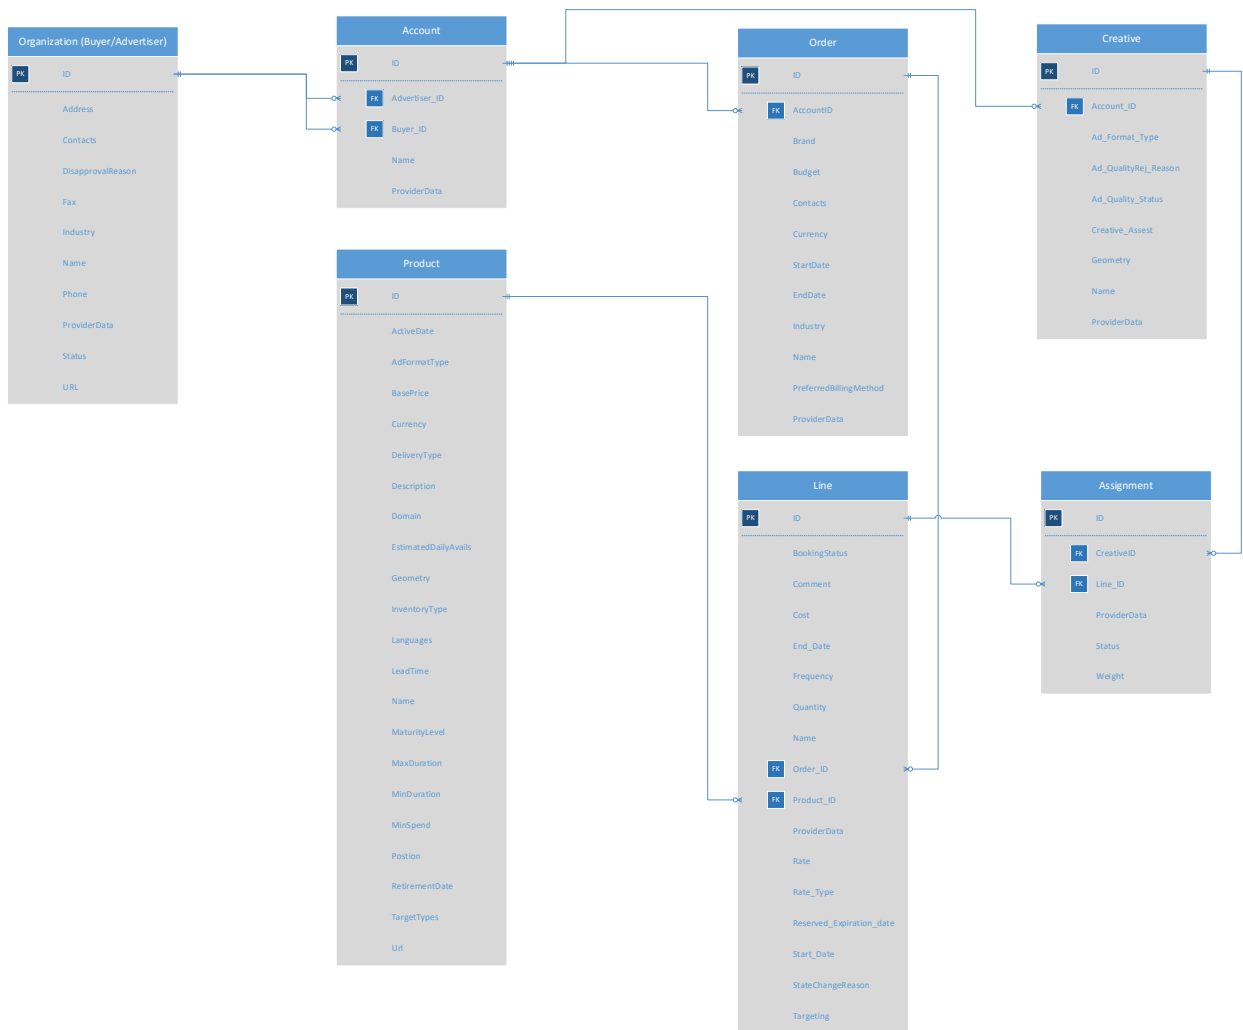 Organization (Buyer/Advertiser)
PK ID
Address
Contacts
DisapprovalReason
Fax
Industry
Name
Phone
ProviderData
Status
URL
Account
PK ID
FK Advertiser_ID
FK Buyer_ID
Name
ProviderData
Product
PK ID
ActiveDate
AdFormatType
BasePrice
Currency
DeliveryType
Description
Domain
EstimatedDailyAvails
Geometry
InventoryType
Languages
LeadTime
Name
MaturityLevel
MaxDuration
MinDuration
MinSpend
Postion
RetirementDate
TargetTypes
Url
Order
PK ID
FK AccountID
Brand
Budget
Contacts
Currency
StartDate
EndDate
Industry
Name
PreferredBillingMethod
ProviderData
Line
PK ID
BookingStatus
Comment
Cost
End_Date
Frequency
Quantity
Name
FK Order_ID
FK Product_ID
ProviderData
Rate
Rate_Type
Reserved_Expiration_date
Start_Date
StateChangeReason
Targeting
Creative
PK ID
FK Account_ID
Ad_Format_Type
Ad_QualityRej_Reason
Ad_Quality_Status
Creative_Assest
Geometry
Name
ProviderData
Assignment
PK ID
FK CreativeID
FK Line_ID
ProviderData
Status
Weight